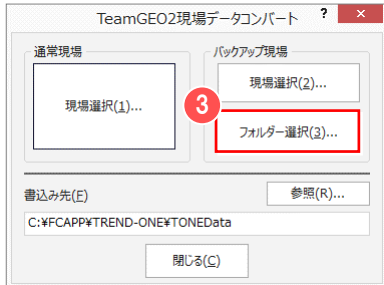 TeamGEO2現場データコンバート ? ×
通常現場
現場選択(1)...
バックアップ現場
現場選択(2)...
3
フォルダー選択(3)...
書込み先(F)
参照(R)...
C:¥FCAPP¥TREND-ONE¥TONEData
閉じる(C)